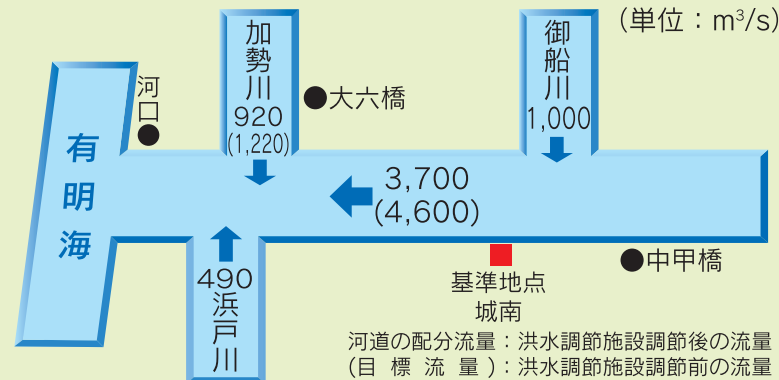 (単位：m³/s)
加勢川
920
(1,220)
大六橋
御船川
1,000
河口
有明海
3,700
(4,600)
490
浜戸川
基準地点
城南
中甲橋
河道の配分流量：洪水調節施設調節後の流量
(目標流量)：洪水調節施設調節前の流量